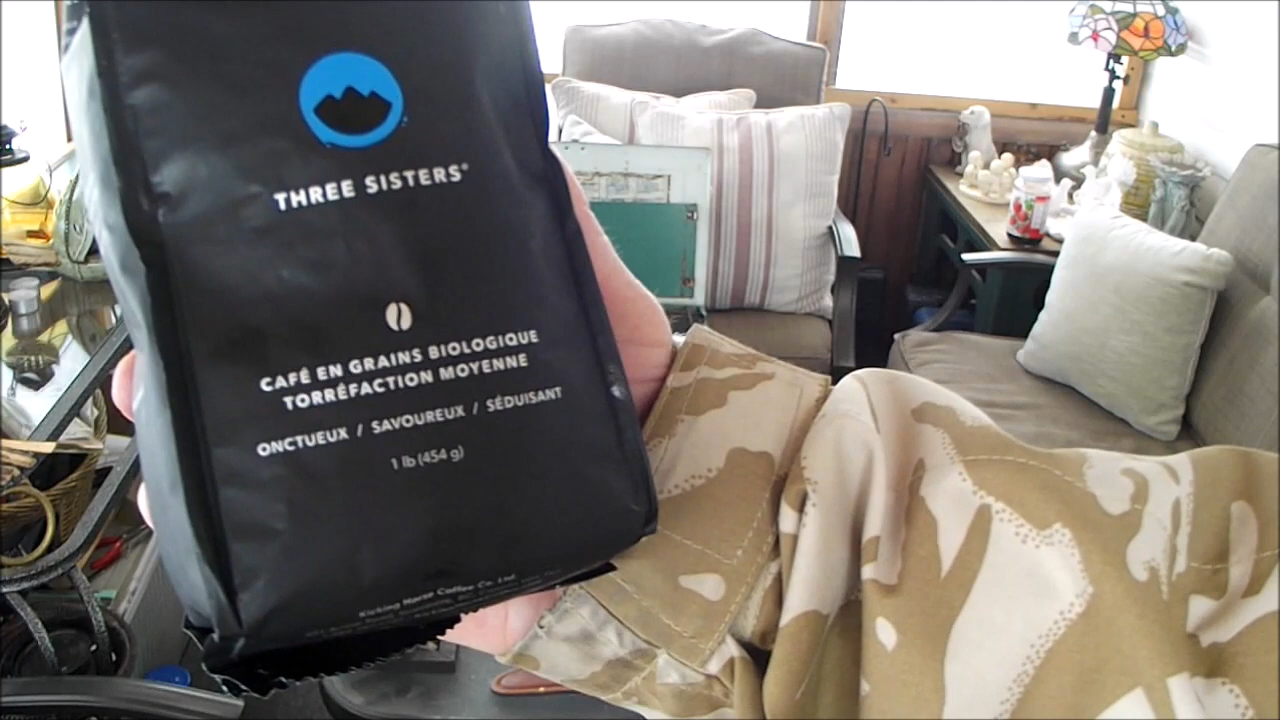 THREE SISTERS®
CAFÉ EN GRAINS BIOLOGIQUE
TORRÉFACTION MOYENNE
ONCTUEUX / SAVOUREUX / SÉDUISANT
1 lb (454 g)
Kicking Horse Coffee Co. Ltd.